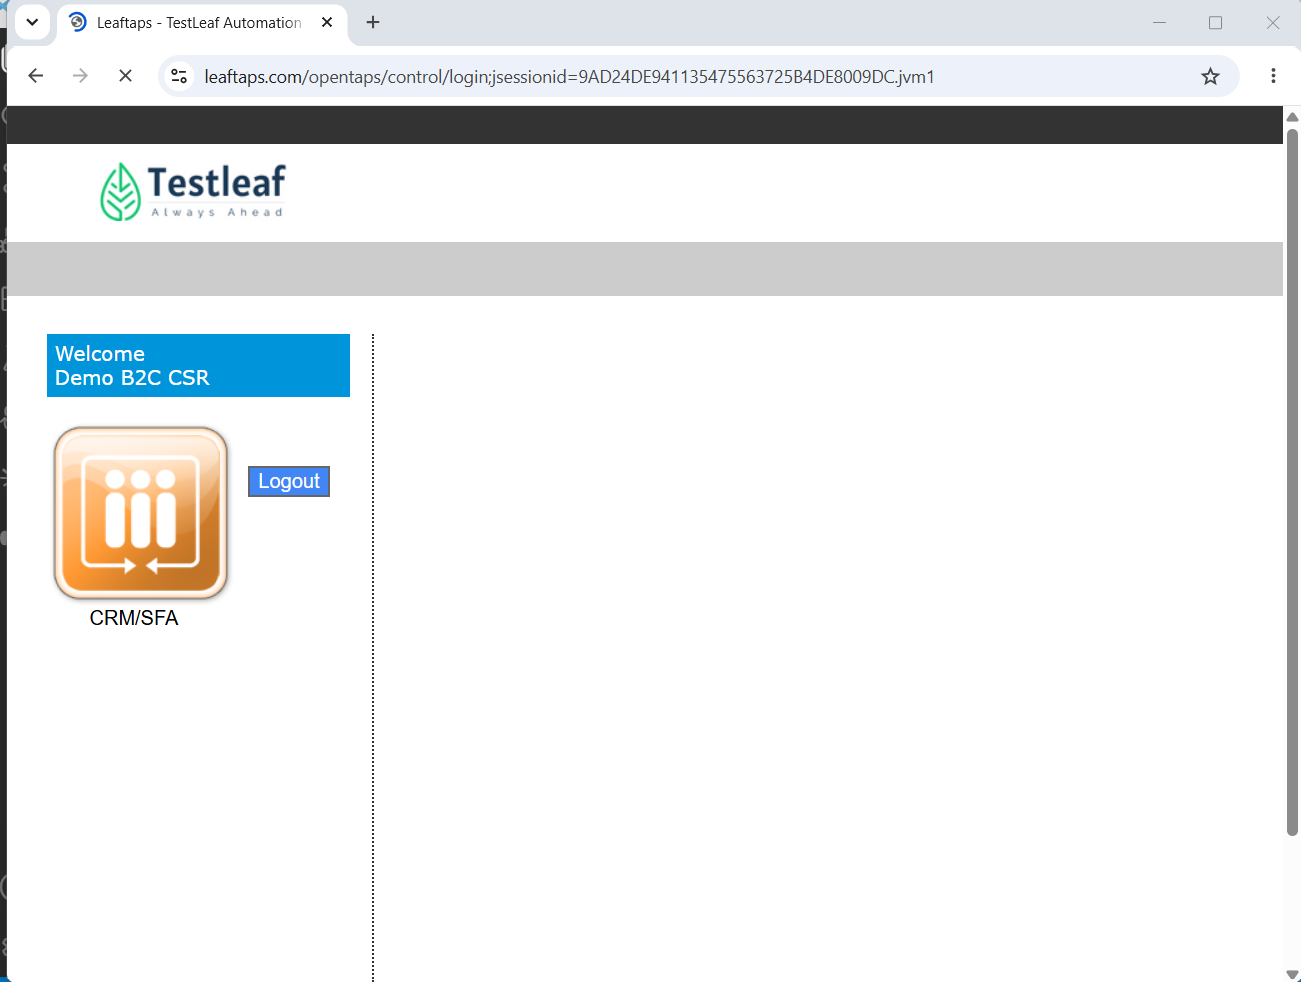 Leaftaps - TestLeaf Automation
leaftaps.com/opentaps/control/login;jsessionid=9AD24DE941135475563725B4DE8009DC.jvm1
Testleaf
Always Ahead
Welcome
Demo B2C CSR
Logout
CRM/SFA